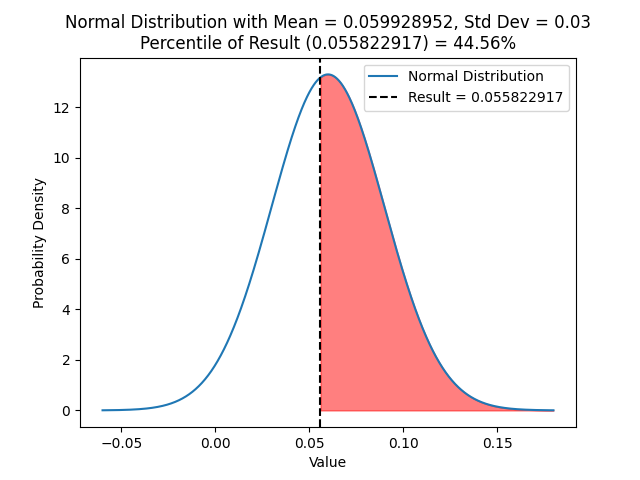 Normal Distribution with Mean = 0.059928952, Std Dev = 0.03
Percentile of Result (0.055822917) = 44.56%
Normal Distribution
Result = 0.055822917
Probability Density
12
10
8
6
4
2
0
−0.05
0.00
0.05
0.10
0.15
Value